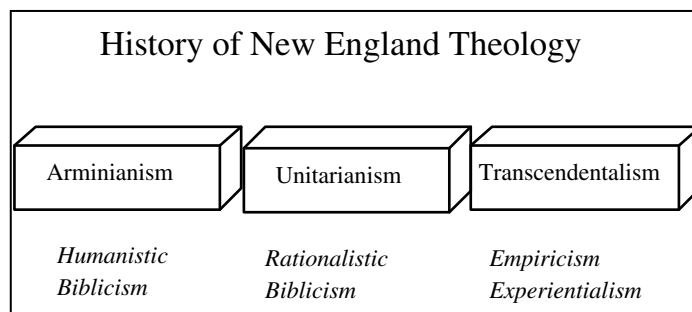 History of New England Theology
Arminianism
Unitarianism
Transcendentalism
Humanistic
Biblicism
Rationalistic
Biblicism
Empiricism
Experientialism